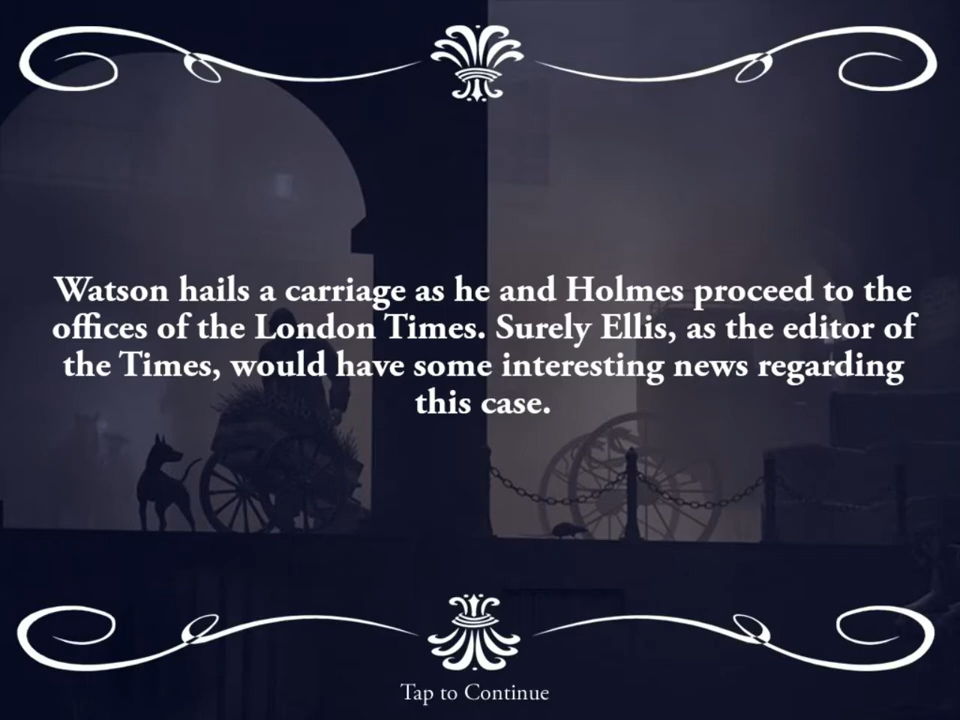 Watson hails a carriage as he and Holmes proceed to the
offices of the London Times. Surely Ellis, as the editor of
the Times, would have some interesting news regarding
this case.
Tap to Continue